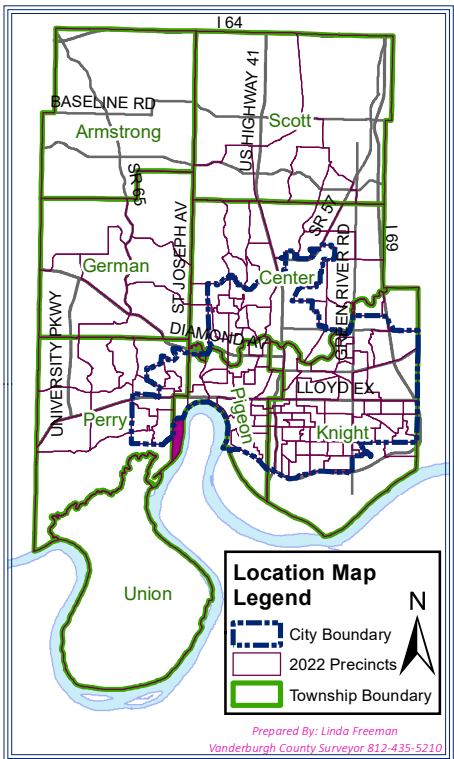 I 64
US HIGHWAY 41
BASELINE RD
Scott
Armstrong
SR 65
ST JOSEPH AV
SR 57
GREEN RIVER RD
I 69
German
Center
UNIVERSITY PKWY
DIAMOND AV
LLOYD EX
Pigeon
Perry
Knight
Union
Location Map
Legend
N
City Boundary
2022 Precincts
Township Boundary
Prepared By: Linda Freeman
Vanderburgh County Surveyor 812-435-5210